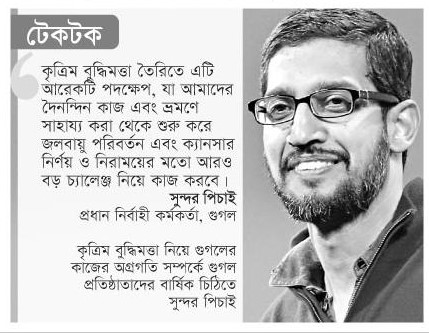 টেকটক
কৃত্রিম বুদ্ধিমত্তা তৈরিতে এটি
আরেকটি পদক্ষেপ, যা আমাদের
দৈনন্দিন কাজ এবং ভ্রমণে
সাহায্য করা থেকে শুরু করে
জলবায়ু পরিবর্তন এবং ক্যানসার
নির্ণয় ও নিরাময়ের মতো আরও
বড় চ্যালেঞ্জ নিয়ে কাজ করবে।
সুন্দর পিচাই
প্রধান নির্বাহী কর্মকর্তা, গুগল
কৃত্রিম বুদ্ধিমত্তা নিয়ে গুগলের
কাজের অগ্রগতি সম্পর্কে গুগল
প্রতিষ্ঠাতাদের বার্ষিক চিঠিতে
সুন্দর পিচাই